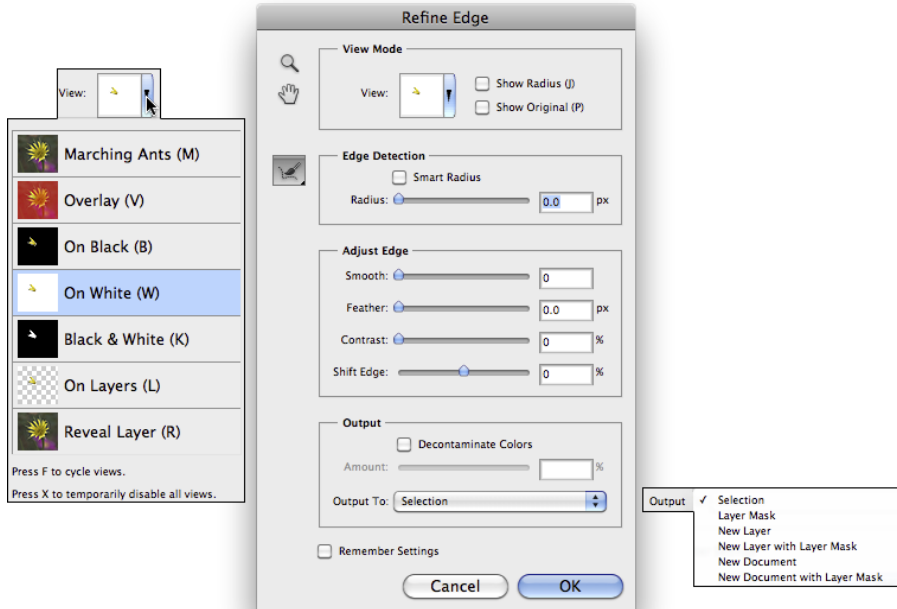 Refine Edge
View Mode
View:
Show Radius (J)
Show Original (P)
Edge Detection
Smart Radius
Radius: 0.0 px
Adjust Edge
Smooth: 0
Feather: 0.0 px
Contrast: 0 %
Shift Edge: 0 %
Output
Decontaminate Colors
Amount: %
Output To: Selection
Remember Settings
Cancel OK
View:
Marching Ants (M)
Overlay (V)
On Black (B)
On White (W)
Black & White (K)
On Layers (L)
Reveal Layer (R)
Press F to cycle views.
Press X to temporarily disable all views.
Output ✓ Selection
Layer Mask
New Layer
New Layer with Layer Mask
New Document
New Document with Layer Mask